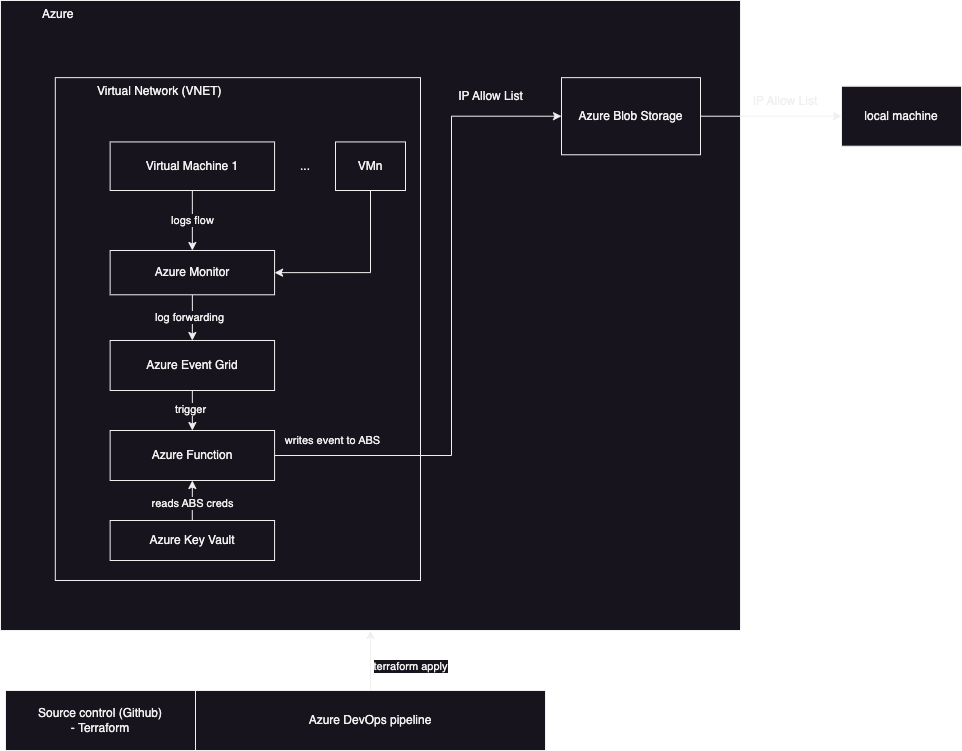 Azure
Virtual Network (VNET)
IP Allow List
Azure Blob Storage
IP Allow List
local machine
Virtual Machine 1
...
VMn
logs flow
Azure Monitor
log forwarding
Azure Event Grid
trigger
Azure Function
writes event to ABS
reads ABS creds
Azure Key Vault
terraform apply
Source control (Github)
- Terraform
Azure DevOps pipeline